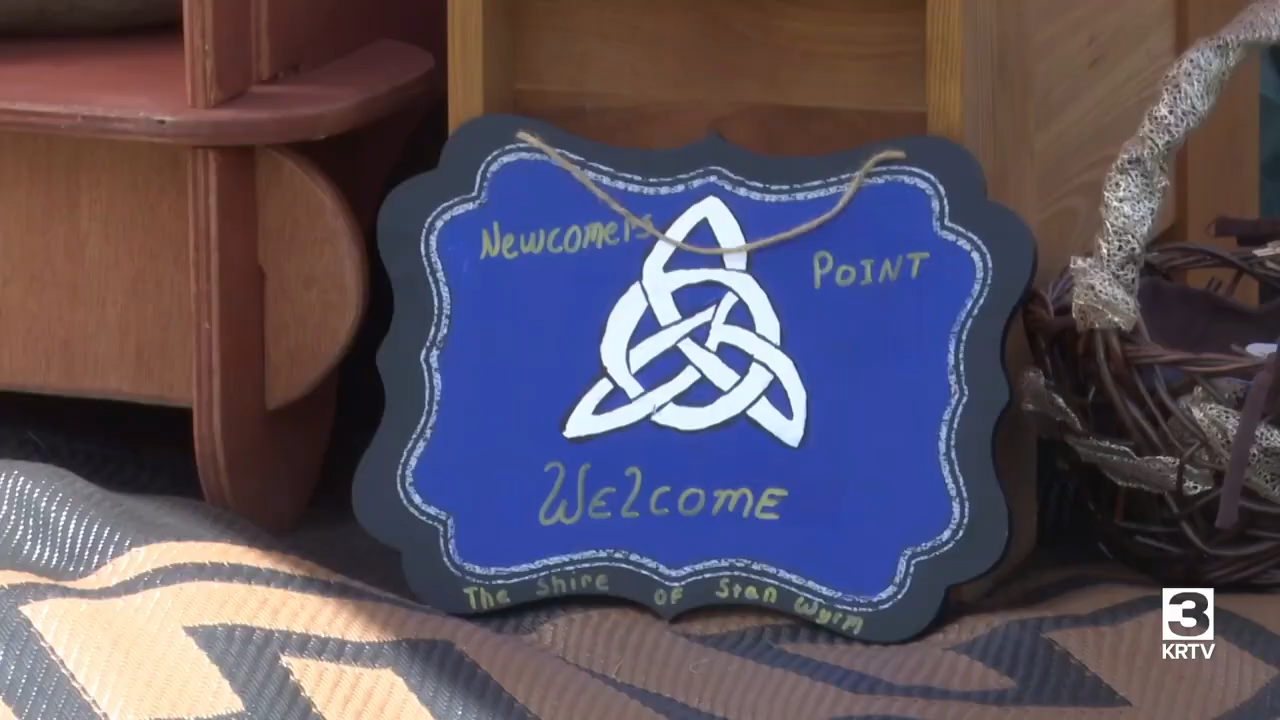 Newcomers
POINT
WELCOME
The Shire OF Stan Wyrm
3
KRTV